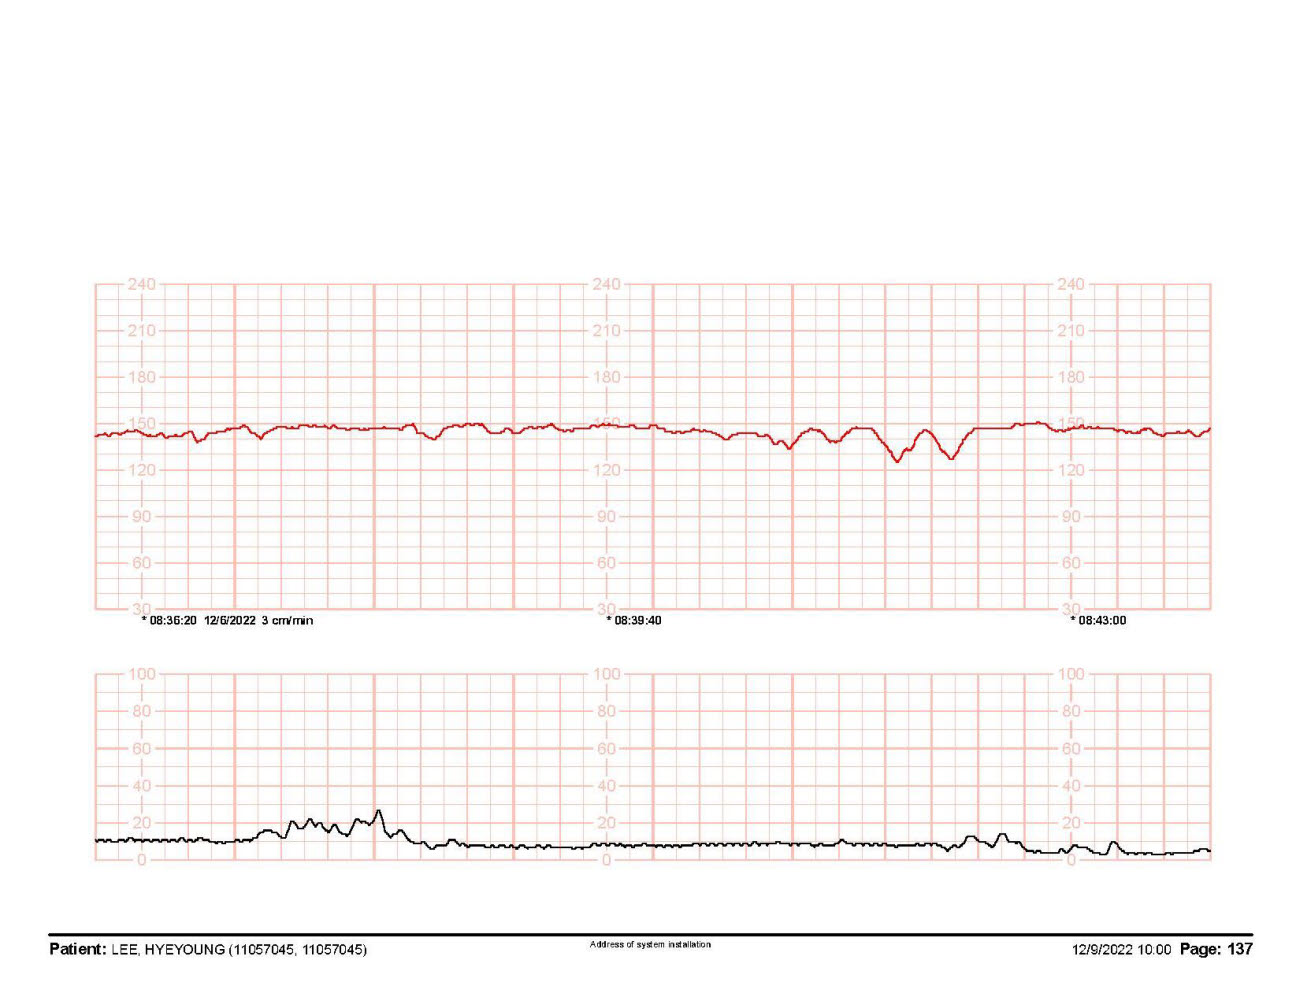 240 240 240
210 210 210
180 180 180
150 150 150
120 120 120
90 90 90
60 60 60
30 30 30
* 08:36:20 12/6/2022 3 cm/min * 08:39:40 * 08:43:00
100 100 100
80 80 80
60 60 60
40 40 40
20 20 20
0 0 0
Patient: LEE, HYEYOUNG (11057045, 11057045) Address of system installation 12/9/2022 10:00 Page: 137